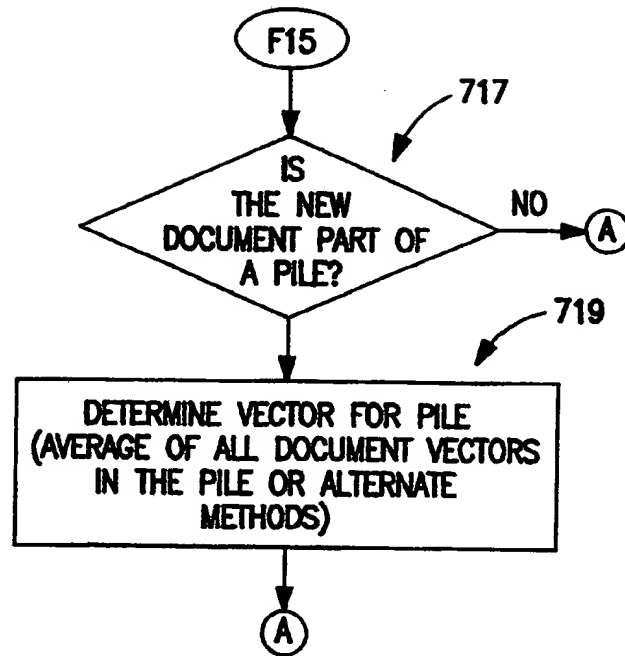 F15
717
IS
THE NEW
DOCUMENT PART OF
A PILE?
NO
A
719
DETERMINE VECTOR FOR PILE
(AVERAGE OF ALL DOCUMENT VECTORS
IN THE PILE OR ALTERNATE
METHODS)
A